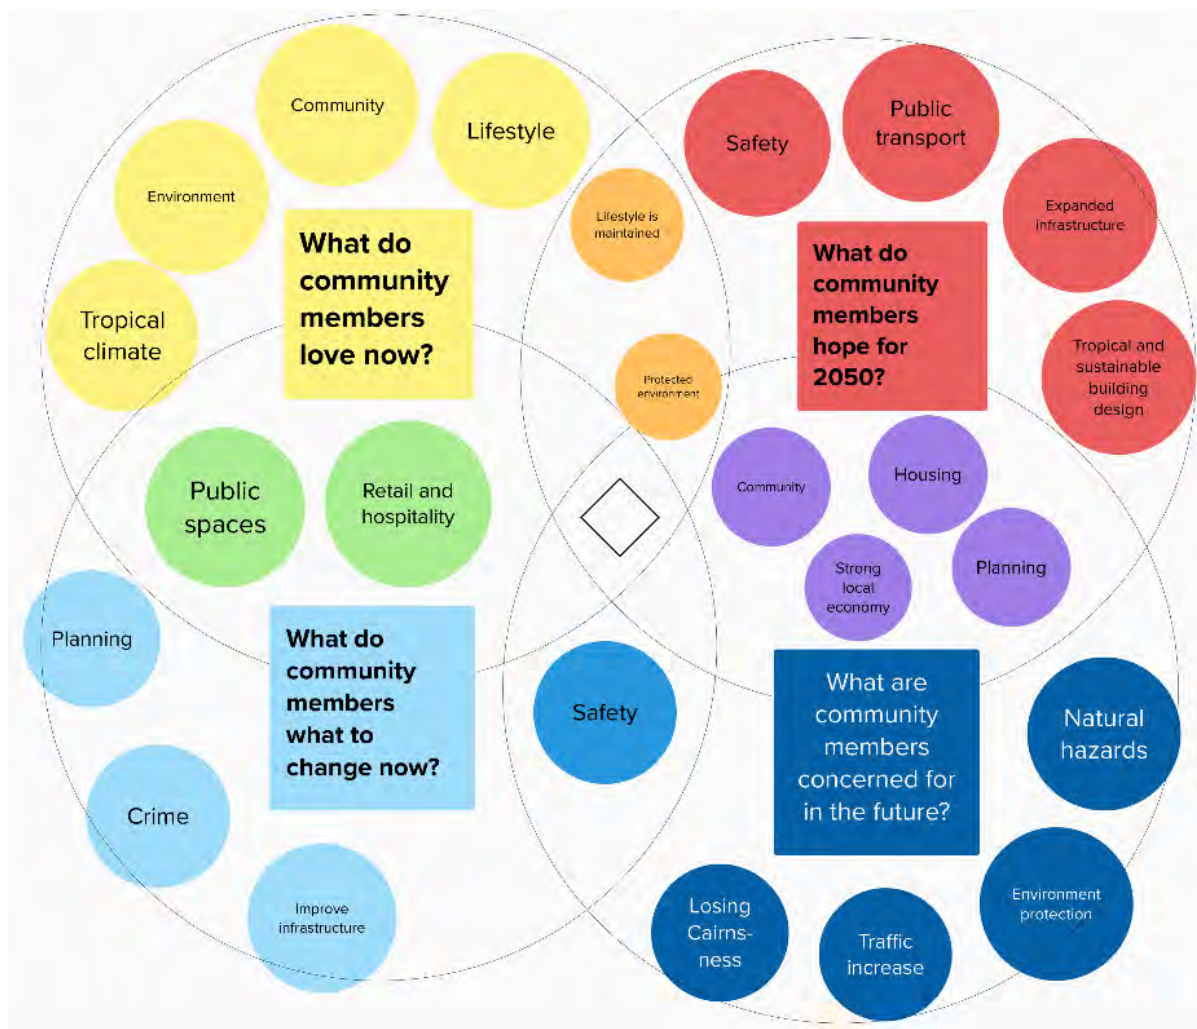 Community
Lifestyle
Environment
Tropical
climate
What do
community
members
love now?
Lifestyle is
maintained
Protected
environment
Safety
Public
transport
Expanded
infrastructure
Tropical and
sustainable
building
design
What do
community
members
hope for
2050?
Public
spaces
Retail and
hospitality
Community
Housing
Strong
local
economy
Planning
Planning
Crime
Improve
infrastructure
What do
community
members
what to
change now?
Safety
What are
community
members
concerned for
in the future?
Natural
hazards
Environment
protection
Losing
Cairns-
ness
Traffic
increase